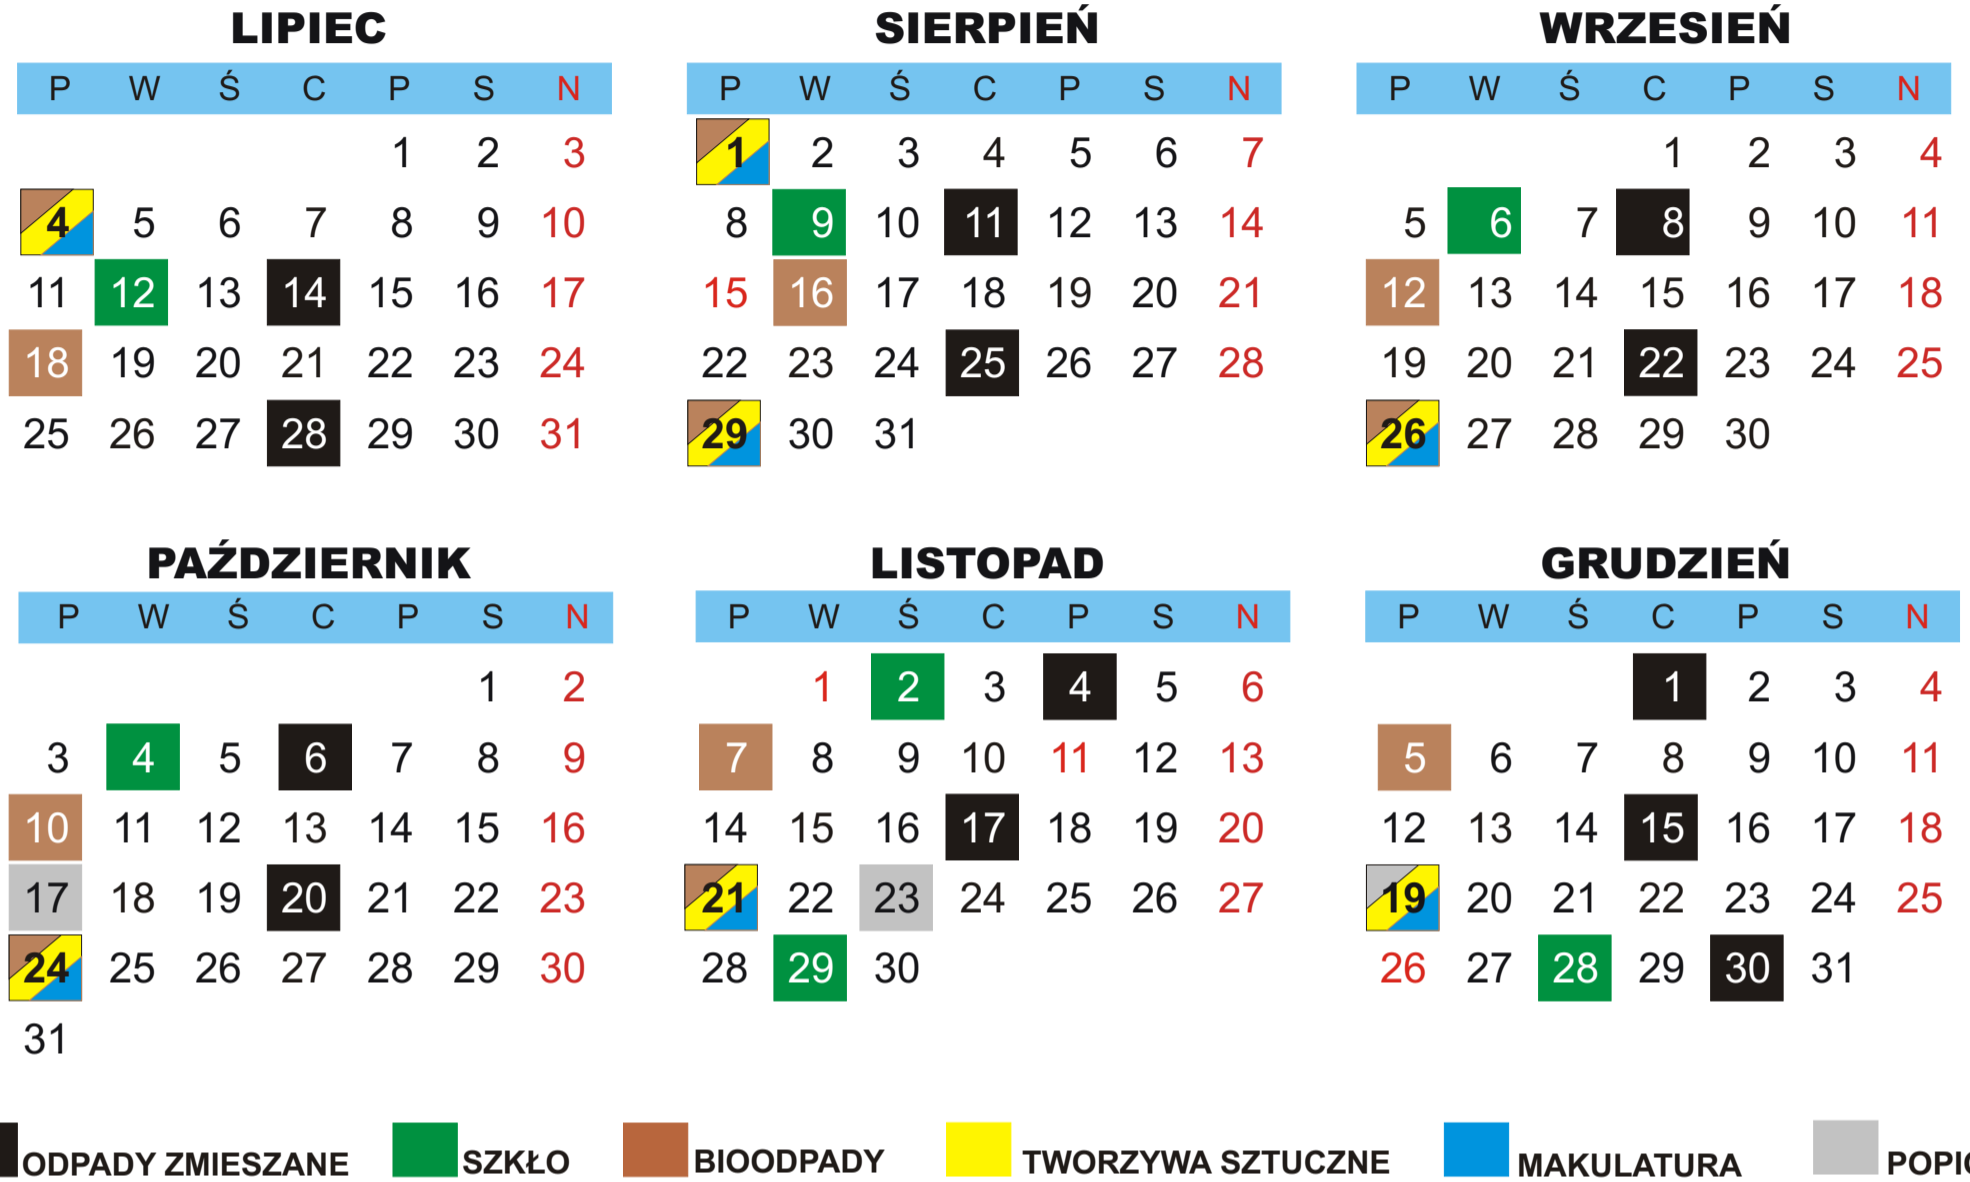 LIPIEC SIERPIEŃ WRZESIEŃ
P W Ś C P S N P W Ś C P S N P W Ś C P S N
1 2 3 1 2 3 4 5 6 7 1 2 3 4
4 5 6 7 8 9 10 8 9 10 11 12 13 14 5 6 7 8 9 10 11
11 12 13 14 15 16 17 15 16 17 18 19 20 21 12 13 14 15 16 17 18
18 19 20 21 22 23 24 22 23 24 25 26 27 28 19 20 21 22 23 24 25
25 26 27 28 29 30 31 29 30 31 26 27 28 29 30
PAŹDZIERNIK LISTOPAD GRUDZIEŃ
P W Ś C P S N P W Ś C P S N P W Ś C P S N
1 2 1 2 3 4 5 6 1 2 3 4
3 4 5 6 7 8 9 7 8 9 10 11 12 13 5 6 7 8 9 10 11
10 11 12 13 14 15 16 14 15 16 17 18 19 20 12 13 14 15 16 17 18
17 18 19 20 21 22 23 21 22 23 24 25 26 27 19 20 21 22 23 24 25
24 25 26 27 28 29 30 28 29 30 26 27 28 29 30 31
31
ODPADY ZMIESZANE SZKŁO BIOODPADY TWORZYWA SZTUCZNE MAKULATURA